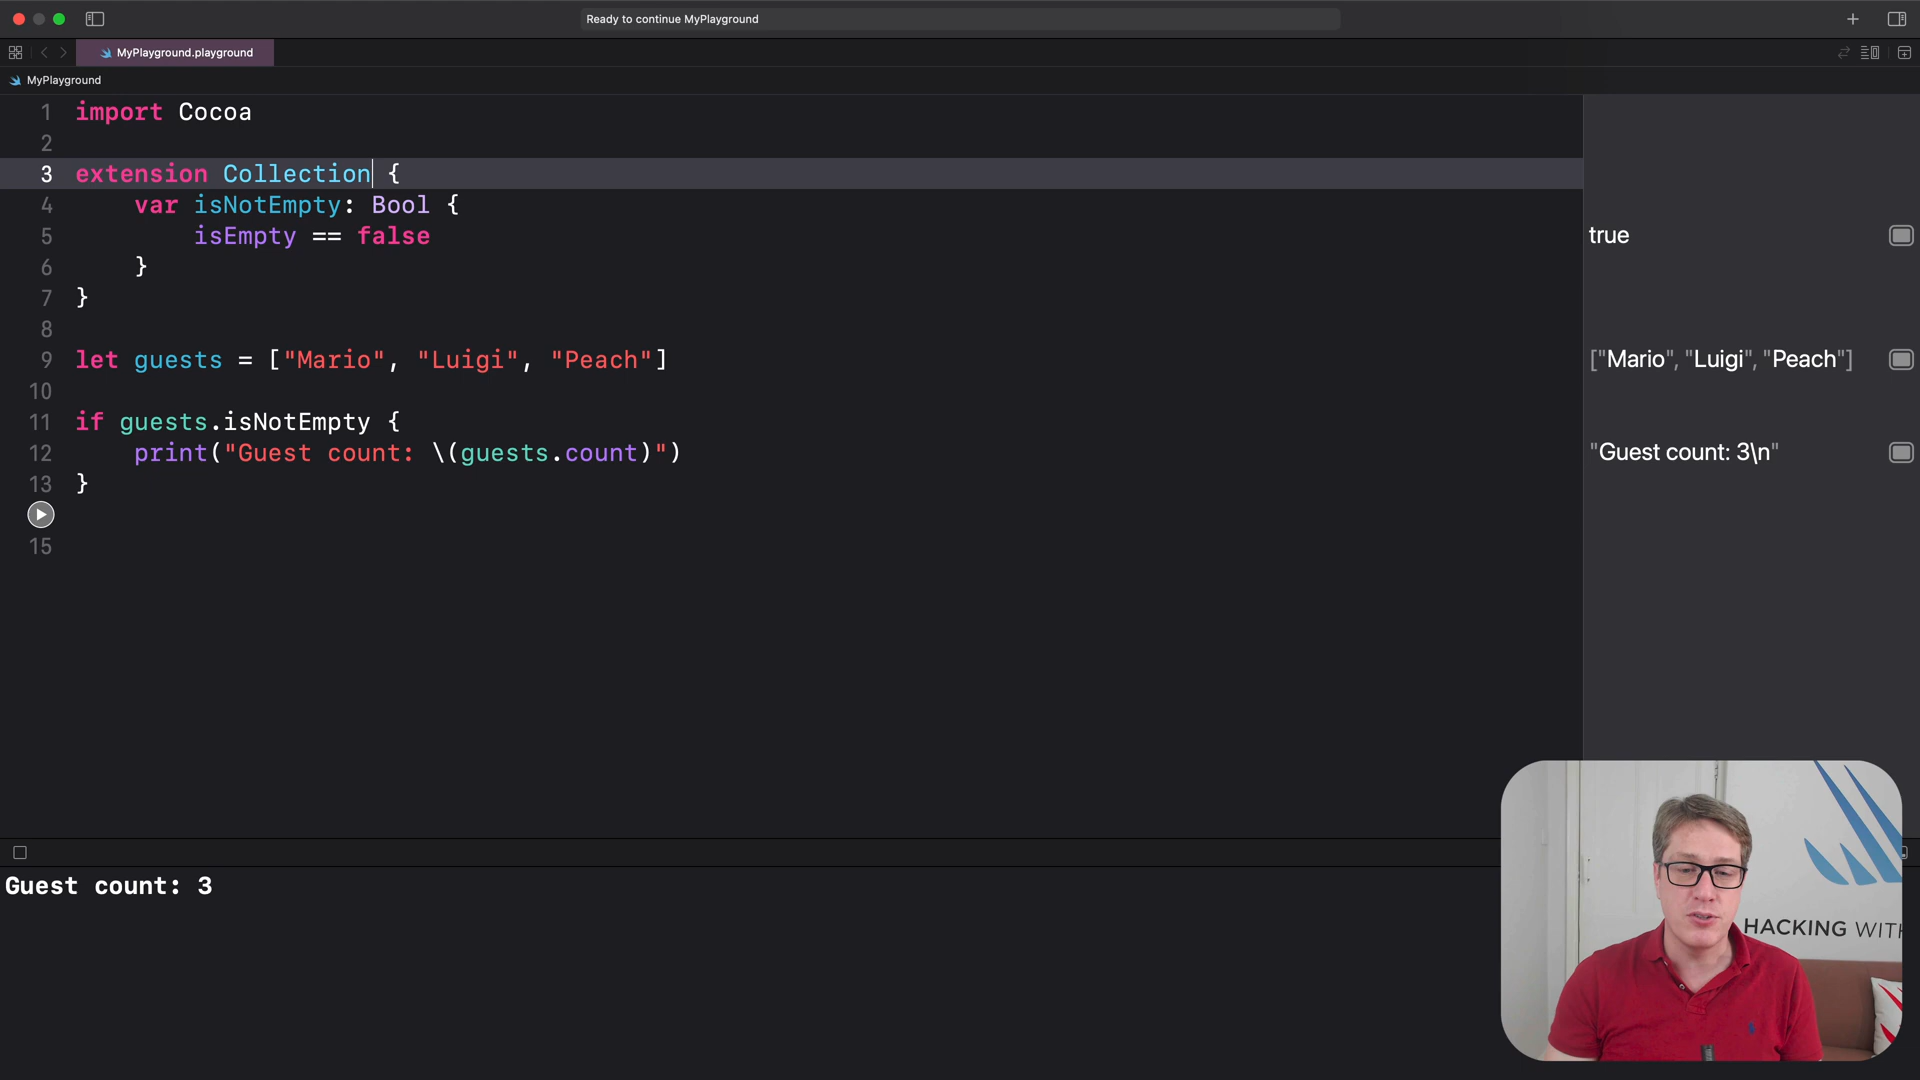 Ready to continue MyPlayground
MyPlayground.playground
MyPlayground
1 import Cocoa
2
3 extension Collection {
4 var isNotEmpty: Bool {
5 isEmpty == false
6 }
7 }
8
9 let guests = ["Mario", "Luigi", "Peach"]
10
11 if guests.isNotEmpty {
12 print("Guest count: \(guests.count)")
13 }
15
true
["Mario", "Luigi", "Peach"]
"Guest count: 3\n"
Guest count: 3
HACKING WITH